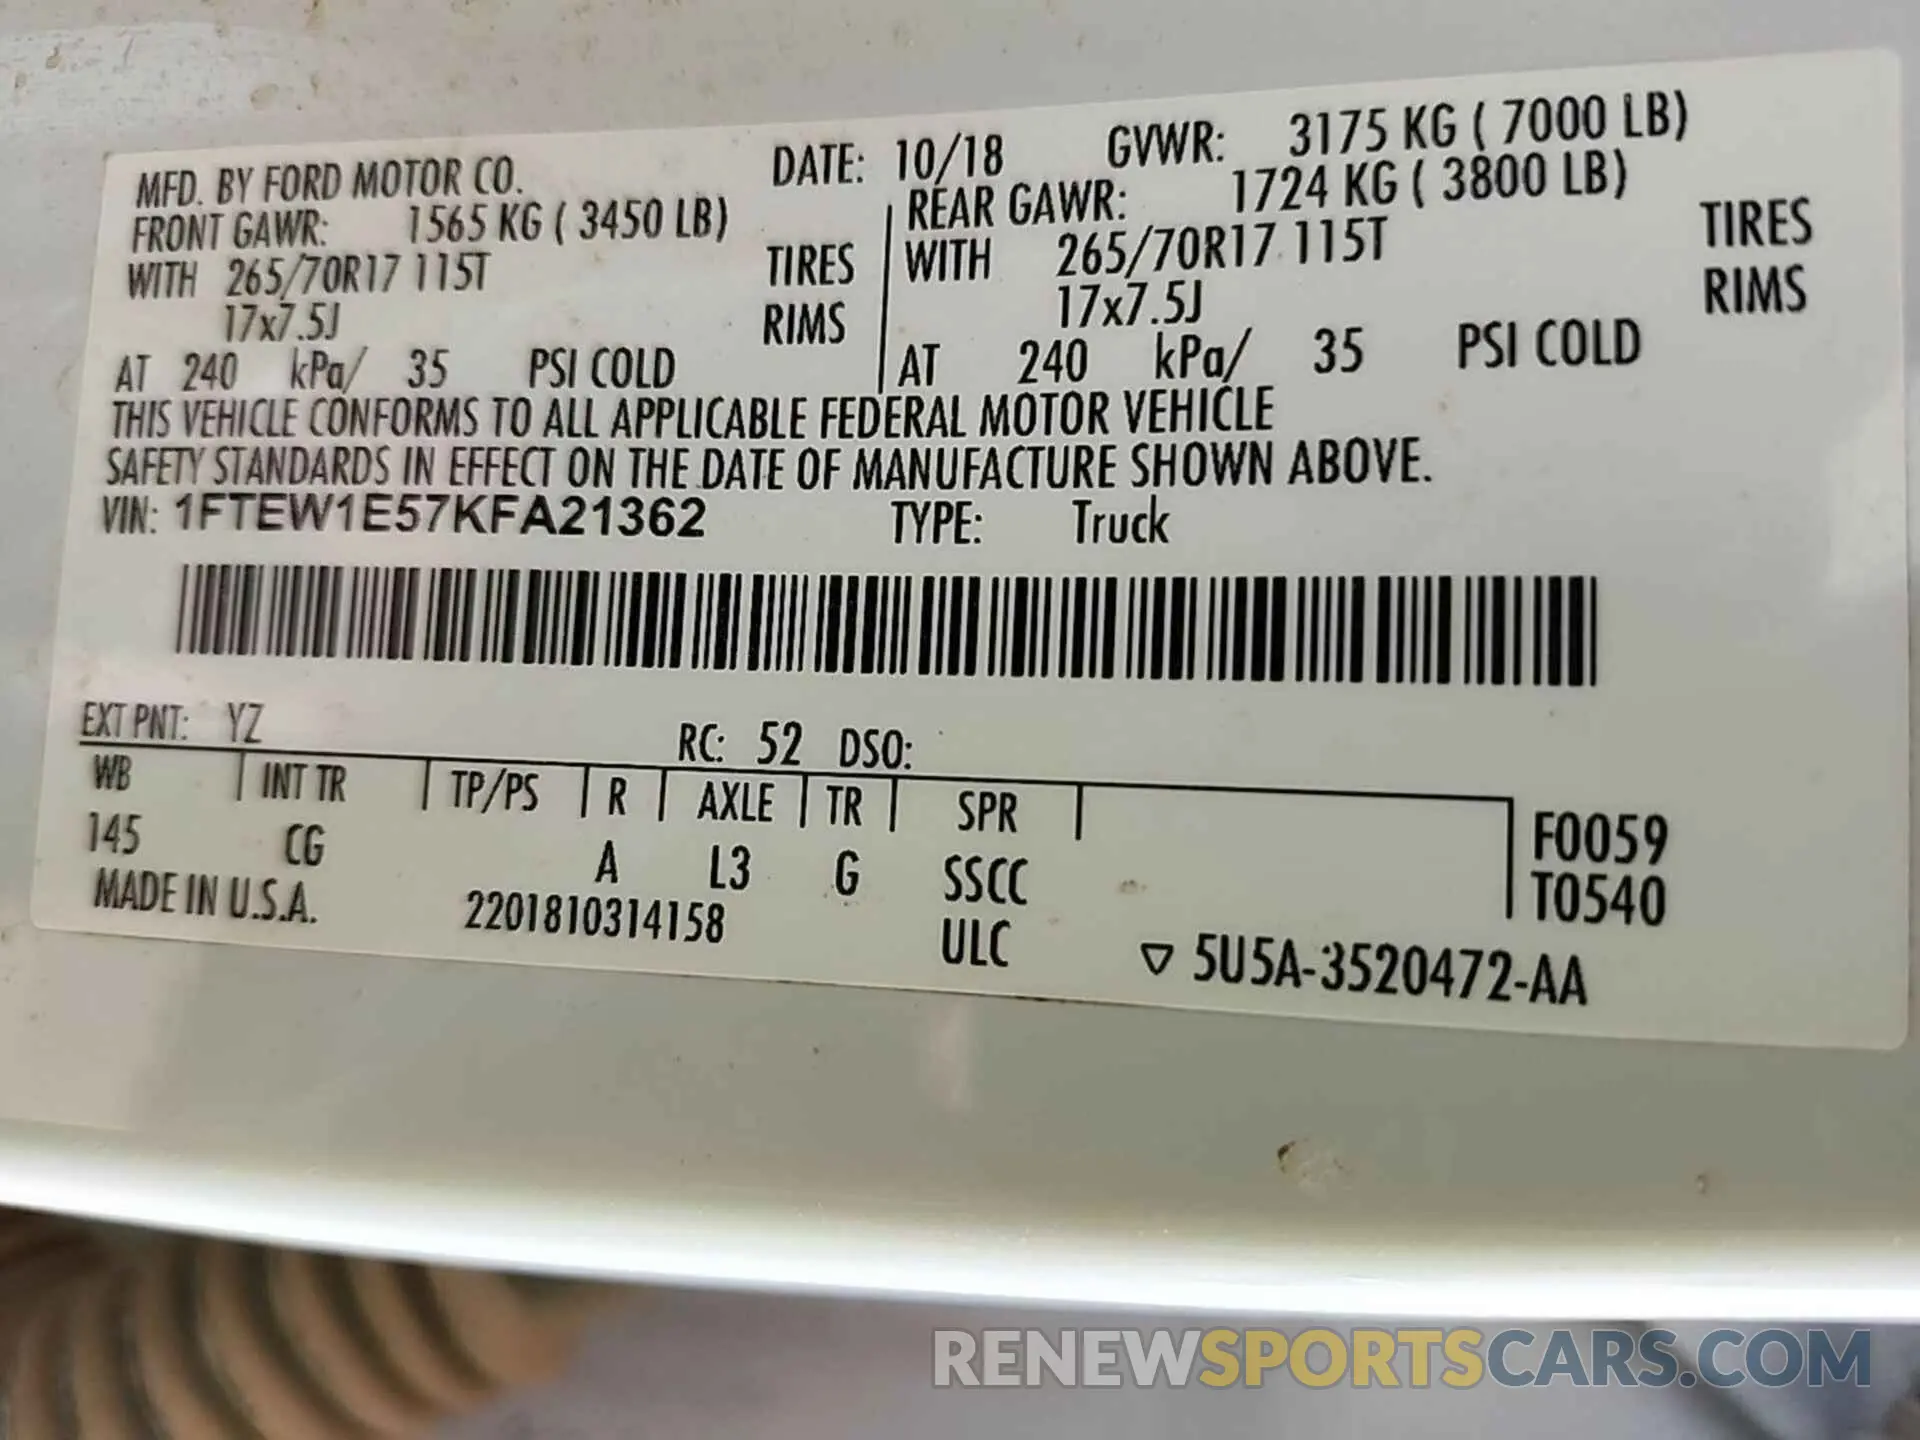 MFD. BY FORD MOTOR CO. DATE: 10/18 GVWR: 3175 KG ( 7000 LB)
FRONT GAWR: 1565 KG ( 3450 LB) REAR GAWR: 1724 KG ( 3800 LB)
WITH 265/70R17 115T TIRES WITH 265/70R17 115T TIRES
17x7.5J RIMS 17x7.5J RIMS
AT 240 kPa/ 35 PSI COLD AT 240 kPa/ 35 PSI COLD
THIS VEHICLE CONFORMS TO ALL APPLICABLE FEDERAL MOTOR VEHICLE
SAFETY STANDARDS IN EFFECT ON THE DATE OF MANUFACTURE SHOWN ABOVE.
VIN: 1FTEW1E57KFA21362 TYPE: Truck
EXT PNT: YZ RC: 52 DSO:
WB INT TR TP/PS R AXLE TR SPR F0059
145 CG A L3 G SSCC T0540
MADE IN U.S.A. 2201810314158 ULC ▽ 5U5A-3520472-AA
RENEWSPORTSCARS.COM